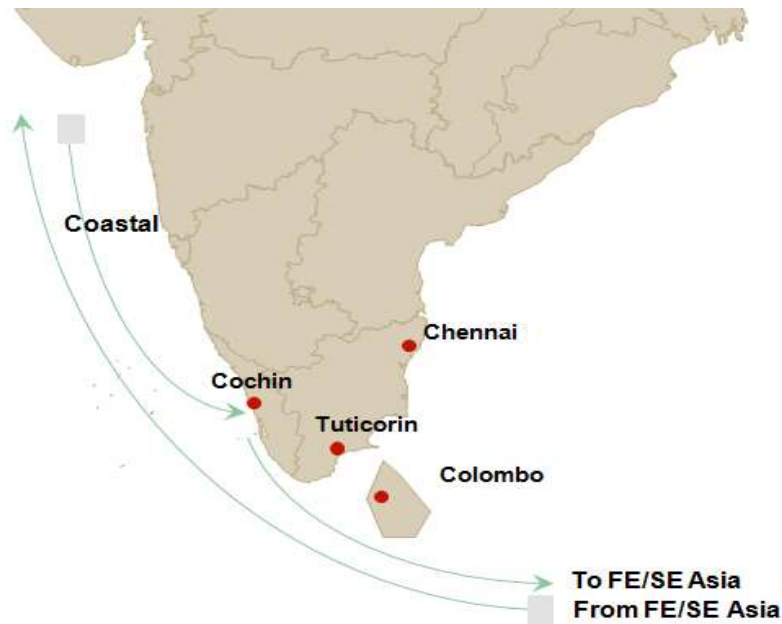 Coastal
Chennai
Cochin
Tuticorin
Colombo
To FE/SE Asia
From FE/SE Asia